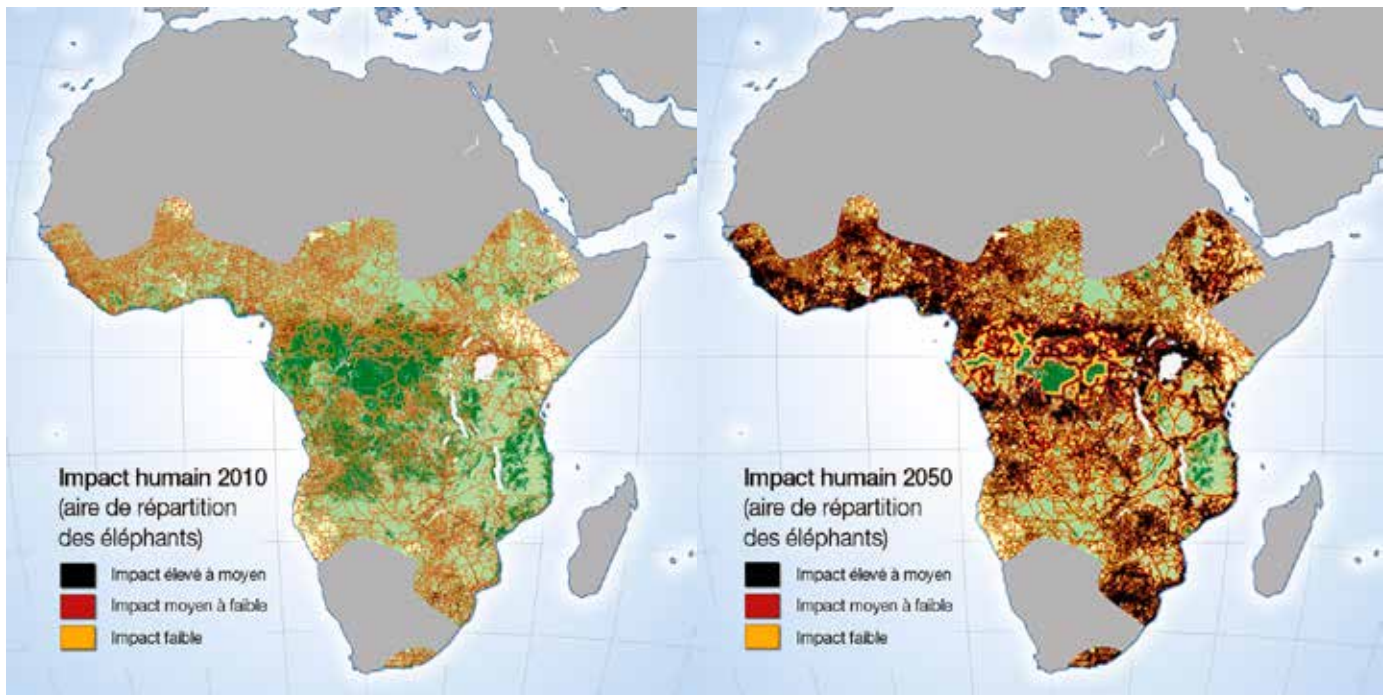 Impact humain 2010
(aire de répartition
des éléphants)
Impact élevé à moyen
Impact moyen à faible
Impact faible
Impact humain 2050
(aire de répartition
des éléphants)
Impact élevé à moyen
Impact moyen à faible
Impact faible